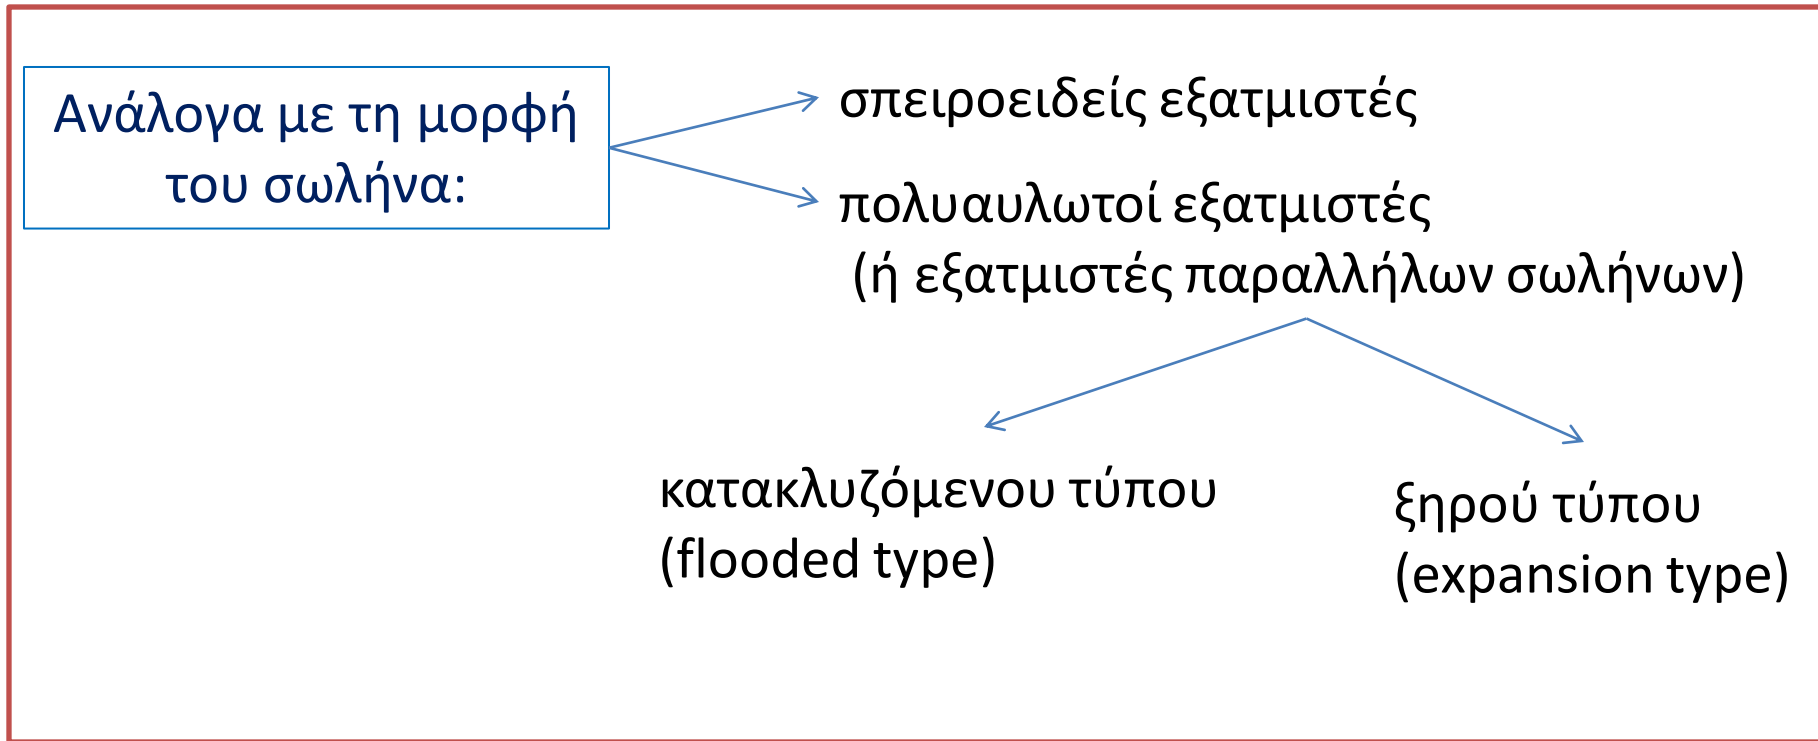 Ανάλογα με τη μορφή
του σωλήνα:
σπειροειδείς εξατμιστές
πολυαυλωτοί εξατμιστές
(ή εξατμιστές παραλλήλων σωλήνων)
κατακλυζόμενου τύπου
(flooded type)
ξηρού τύπου
(expansion type)